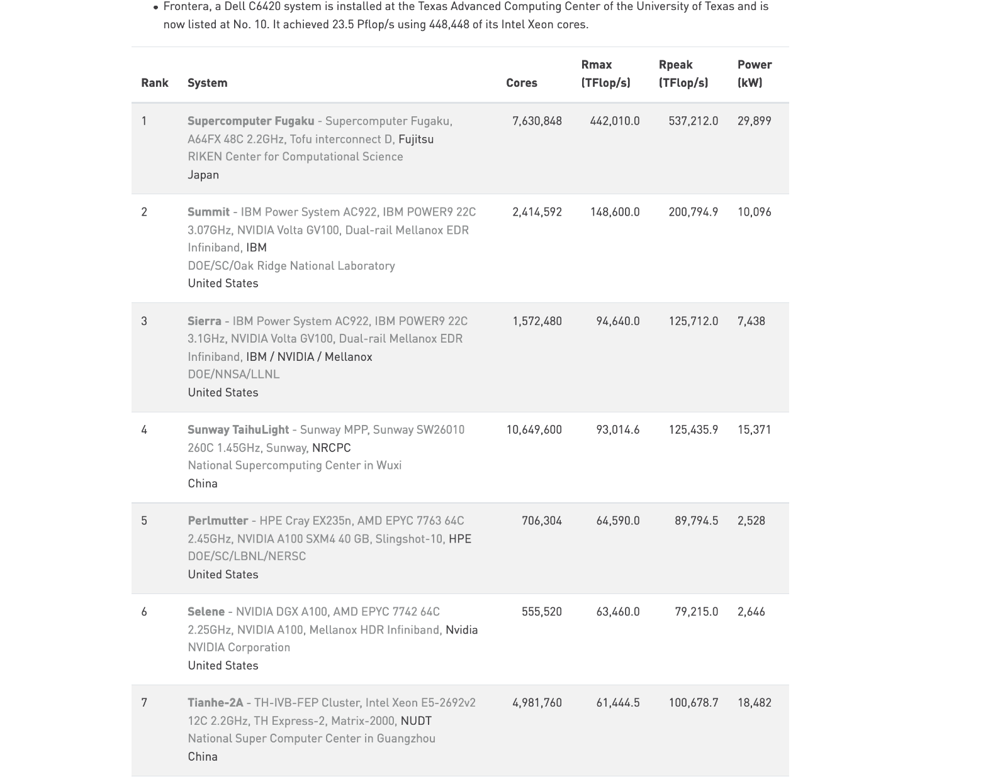 • Frontera, a Dell C6420 system is installed at the Texas Advanced Computing Center of the University of Texas and is
now listed at No. 10. It achieved 23.5 Pflop/s using 448,448 of its Intel Xeon cores.
Rank System Cores Rmax (TFlop/s) Rpeak (TFlop/s) Power (kW)
1 Supercomputer Fugaku - Supercomputer Fugaku, 7,630,848 442,010.0 537,212.0 29,899
A64FX 48C 2.2GHz, Tofu interconnect D, Fujitsu
RIKEN Center for Computational Science
Japan
2 Summit - IBM Power System AC922, IBM POWER9 22C 2,414,592 148,600.0 200,794.9 10,096
3.07GHz, NVIDIA Volta GV100, Dual-rail Mellanox EDR
Infiniband, IBM
DOE/SC/Oak Ridge National Laboratory
United States
3 Sierra - IBM Power System AC922, IBM POWER9 22C 1,572,480 94,640.0 125,712.0 7,438
3.1GHz, NVIDIA Volta GV100, Dual-rail Mellanox EDR
Infiniband, IBM / NVIDIA / Mellanox
DOE/NNSA/LLNL
United States
4 Sunway TaihuLight - Sunway MPP, Sunway SW26010 10,649,600 93,014.6 125,435.9 15,371
260C 1.45GHz, Sunway, NRCPC
National Supercomputing Center in Wuxi
China
5 Perlmutter - HPE Cray EX235n, AMD EPYC 7763 64C 706,304 64,590.0 89,794.5 2,528
2.45GHz, NVIDIA A100 SXM4 40 GB, Slingshot-10, HPE
DOE/SC/LBNL/NERSC
United States
6 Selene - NVIDIA DGX A100, AMD EPYC 7742 64C 555,520 63,460.0 79,215.0 2,646
2.25GHz, NVIDIA A100, Mellanox HDR Infiniband, Nvidia
NVIDIA Corporation
United States
7 Tianhe-2A - TH-IVB-FEP Cluster, Intel Xeon E5-2692v2 4,981,760 61,444.5 100,678.7 18,482
12C 2.2GHz, TH Express-2, Matrix-2000, NUDT
National Super Computer Center in Guangzhou
China